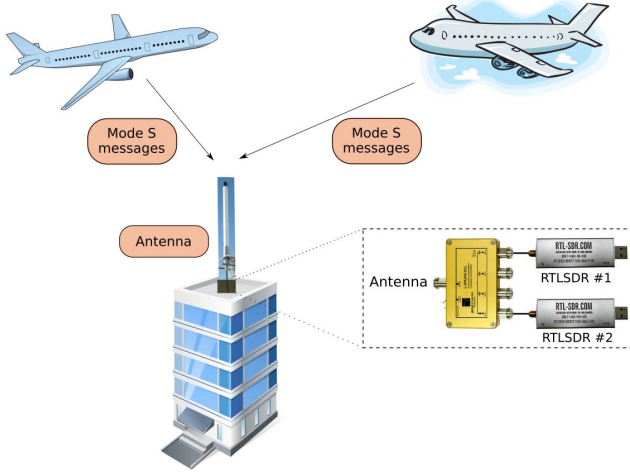 Mode S
messages
Mode S
messages
Antenna
Antenna
RTL-SDR.COM
RTLSDR #1
RTL-SDR.COM
RTLSDR #2